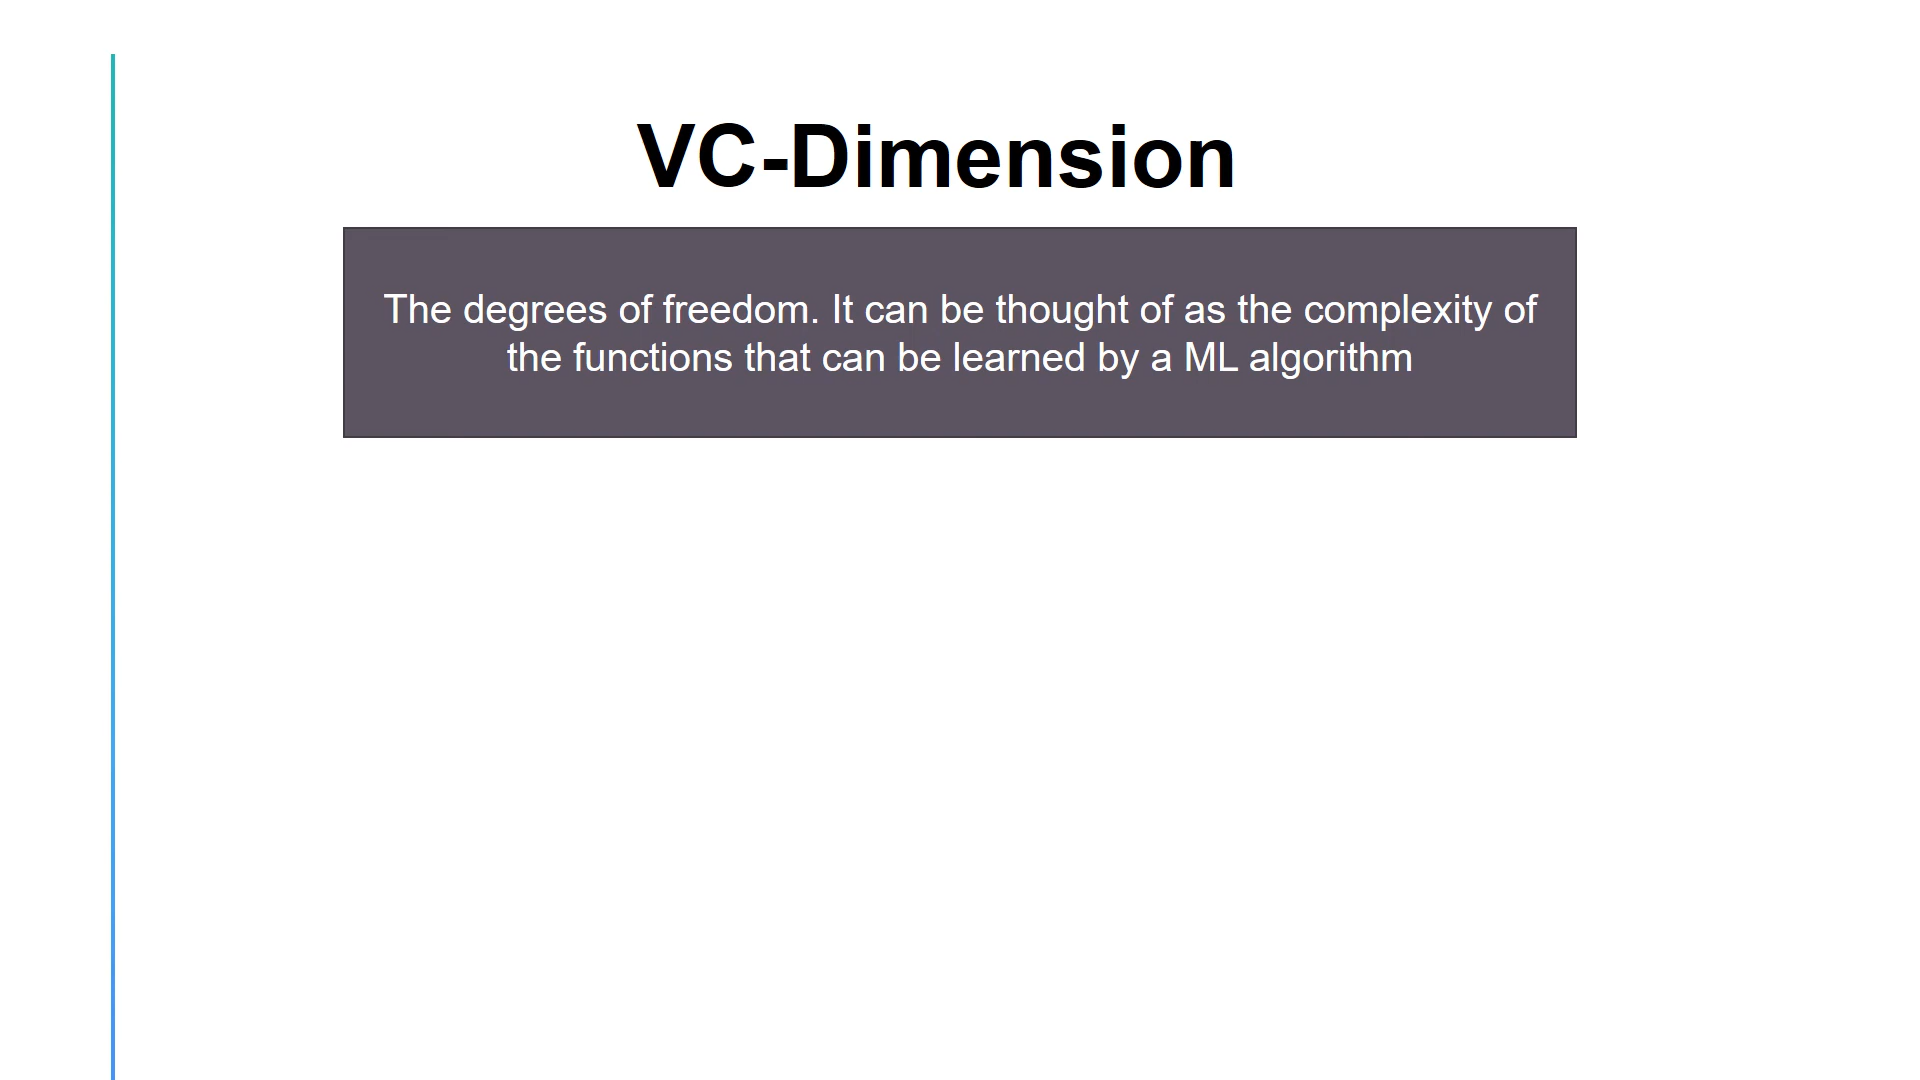 VC-Dimension
The degrees of freedom. It can be thought of as the complexity of
the functions that can be learned by a ML algorithm